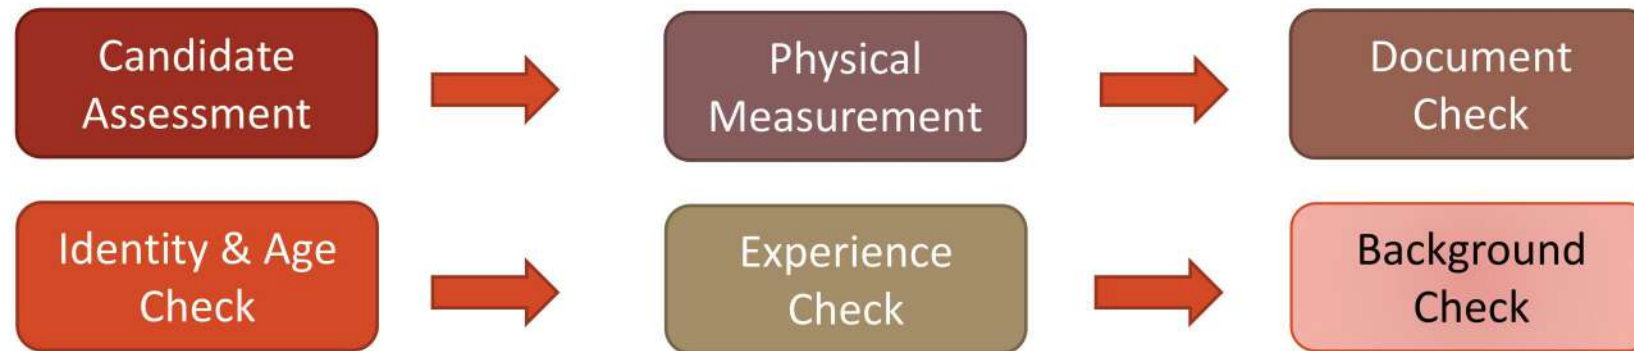 Candidate
Assessment
Physical
Measurement
Document
Check
Identity & Age
Check
Experience
Check
Background
Check